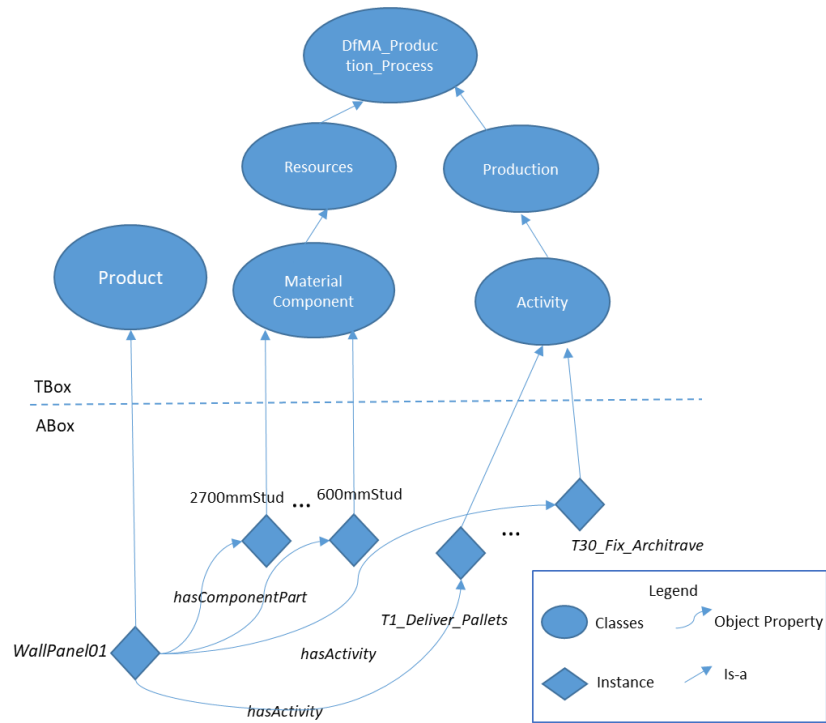 DfMA_Produc
tion_Process
Resources
Production
Product
Material
Component
Activity
TBox
ABox
2700mmStud
...
600mmStud
...
T30_Fix_Architrave
hasComponentPart
T1_Deliver_Pallets
WallPanel01
hasActivity
hasActivity
Legend
Classes
Object Property
Instance
Is-a